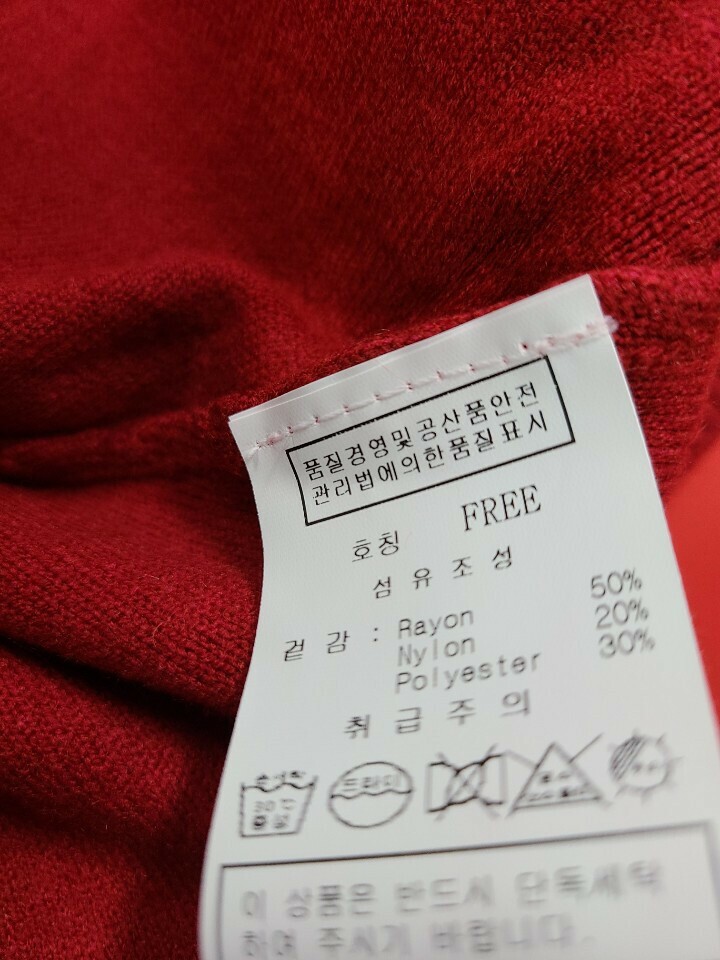 품질경영및공산품안전
관리법에의한품질표시
호칭 FREE
섬유조성
겉감 : Rayon 50%
Nylon 20%
Polyester 30%
취급주의
손세탁
30℃
중성
드라이
이 상품은 반드시 단독세탁
하여 주시기 바랍니다.